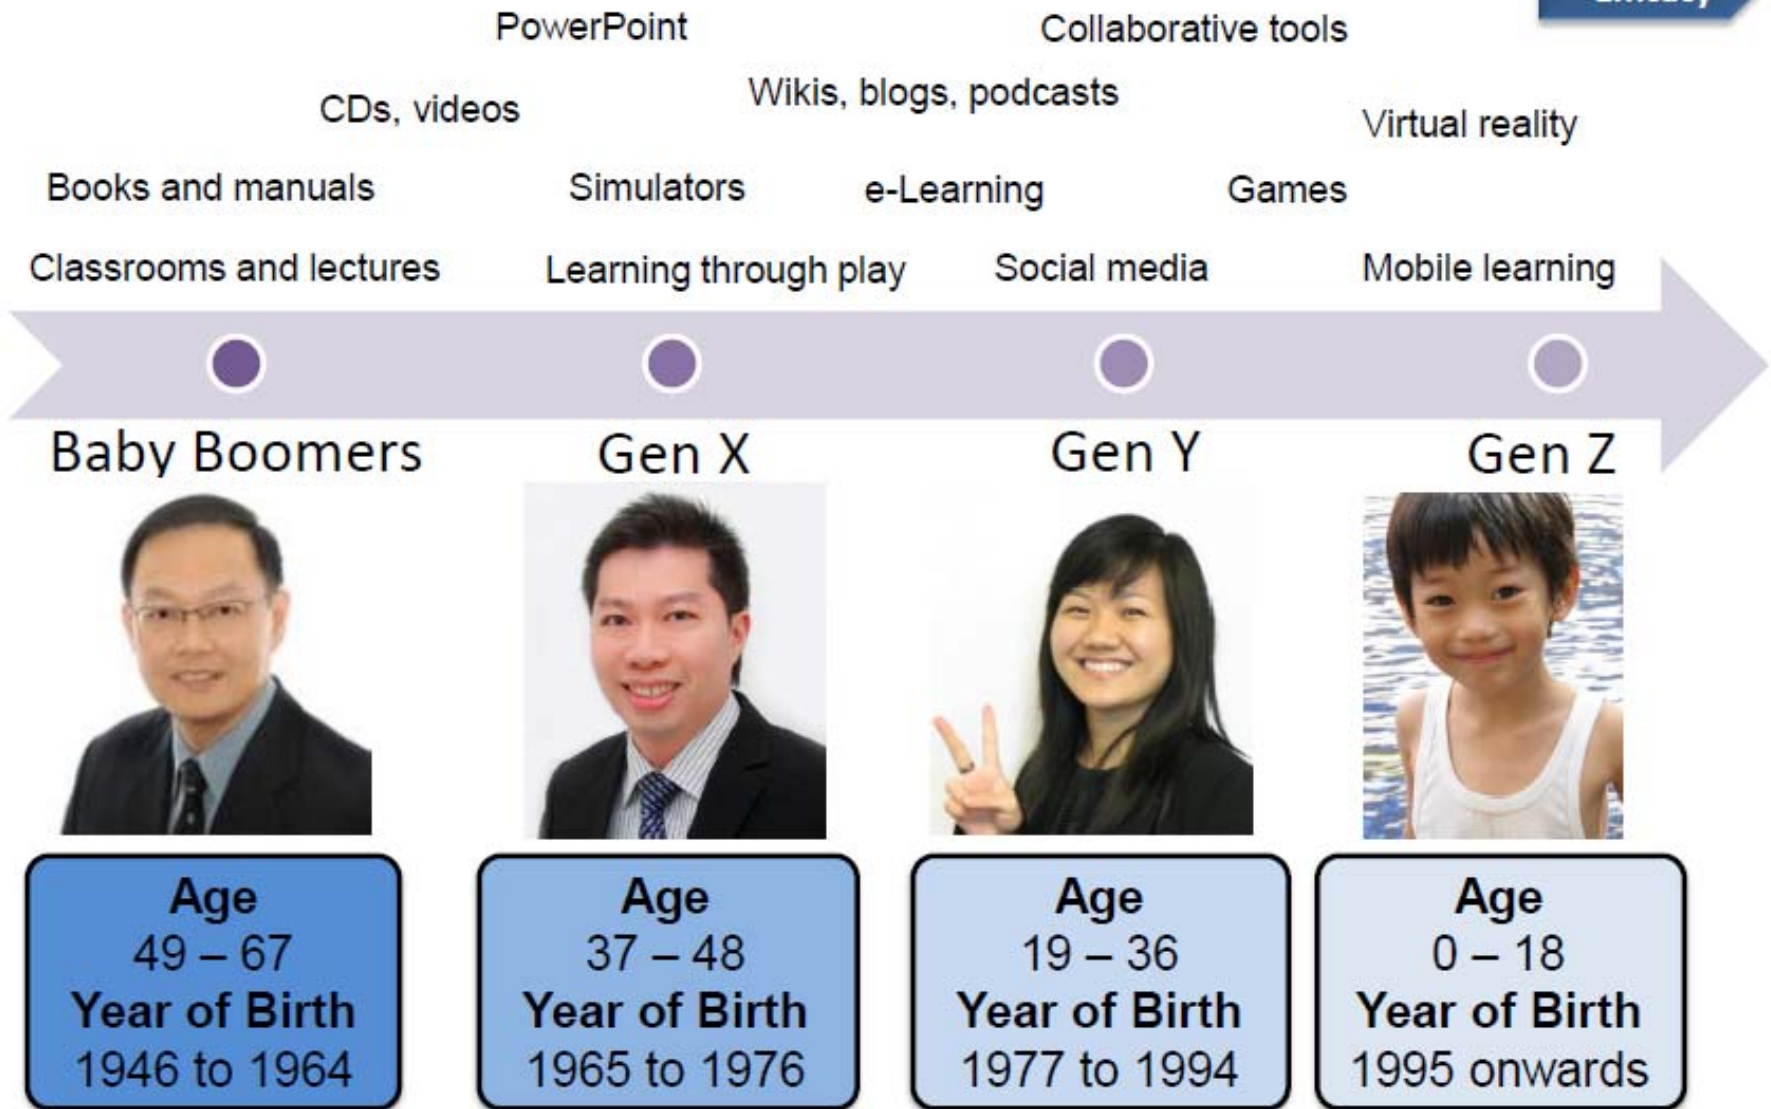 PowerPoint
Collaborative tools
CDs, videos
Wikis, blogs, podcasts
Virtual reality
Books and manuals
Simulators
e-Learning
Games
Classrooms and lectures
Learning through play
Social media
Mobile learning
Baby Boomers
Gen X
Gen Y
Gen Z
Age
49 – 67
Year of Birth
1946 to 1964
Age
37 – 48
Year of Birth
1965 to 1976
Age
19 – 36
Year of Birth
1977 to 1994
Age
0 – 18
Year of Birth
1995 onwards